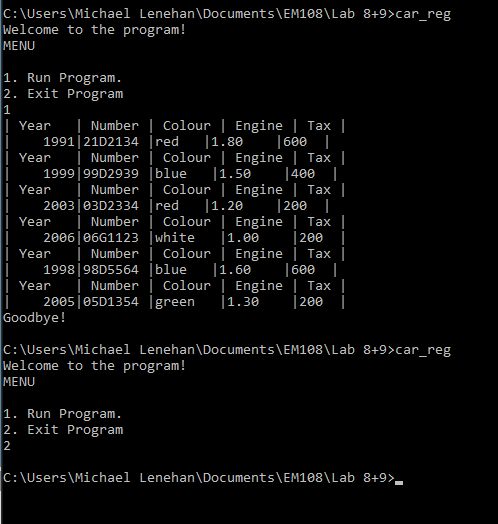 C:\Users\Michael Lenehan\Documents\EM108\Lab 8+9>car_reg
Welcome to the program!
MENU

1. Run Program.
2. Exit Program
1
| Year   | Number | Colour | Engine | Tax |
|    1991|21D2134 |red   |1.80    |600  |
| Year   | Number | Colour | Engine | Tax |
|    1999|99D2939 |blue   |1.50    |400  |
| Year   | Number | Colour | Engine | Tax |
|    2003|03D2334 |red   |1.20    |200  |
| Year   | Number | Colour | Engine | Tax |
|    2006|06G1123 |white   |1.00    |200  |
| Year   | Number | Colour | Engine | Tax |
|    1998|98D5564 |blue   |1.60    |600  |
| Year   | Number | Colour | Engine | Tax |
|    2005|05D1354 |green   |1.30    |200  |
Goodbye!

C:\Users\Michael Lenehan\Documents\EM108\Lab 8+9>car_reg
Welcome to the program!
MENU

1. Run Program.
2. Exit Program
2

C:\Users\Michael Lenehan\Documents\EM108\Lab 8+9>